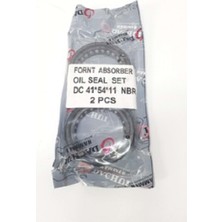 FORNT ABSORBER
OIL SEAL SET
DC 41*54*11 NBR
2 PCS